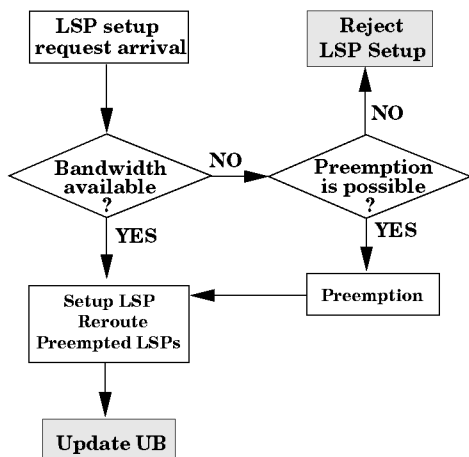 LSP setup
request arrival
Reject
LSP Setup
NO
Bandwidth
available
?
NO
Preemption
is possible
?
YES
YES
Setup LSP
Reroute
Preempted LSPs
Preemption
Update UB